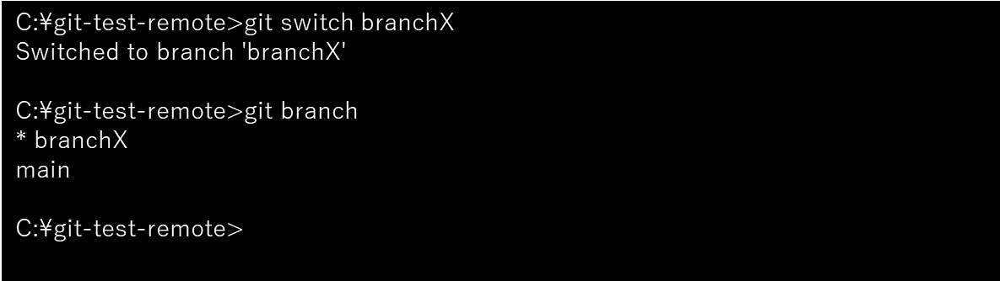 C:¥git-test-remote>git switch branchX
Switched to branch 'branchX'
C:¥git-test-remote>git branch
* branchX
main
C:¥git-test-remote>